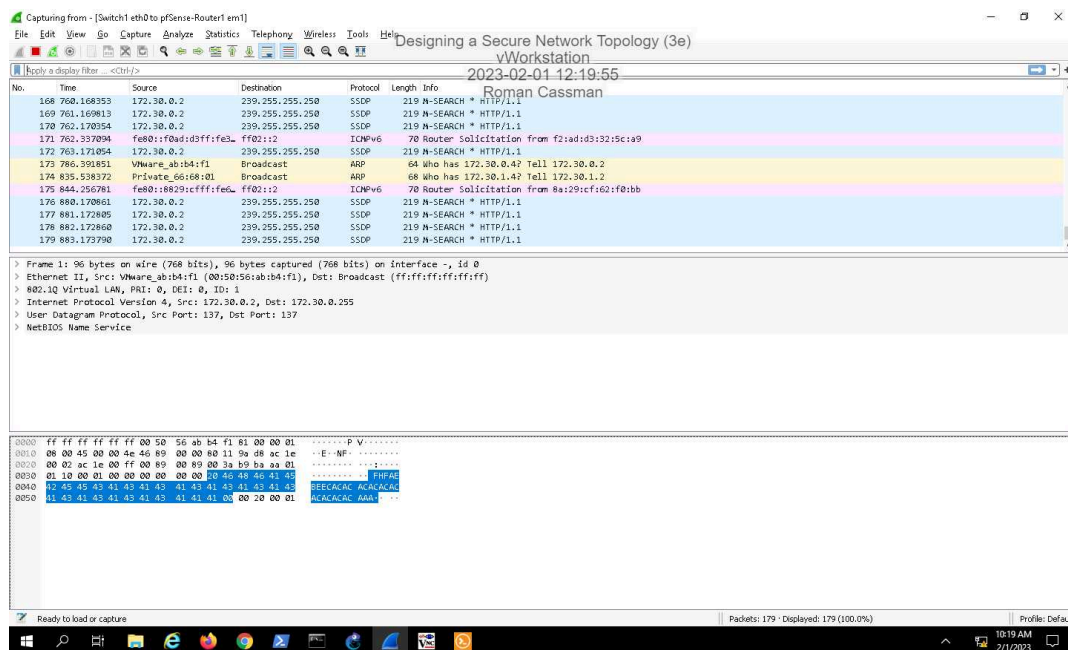 Capturing from - [Switch1 eth0 to pfSense-Router1 em1]
File Edit View Go Capture Analyze Statistics Telephony Wireless Tools Help
Designing a Secure Network Topology (3e)
vWorkstation
2023-02-01 12:19:55
Roman Cassman
Apply a display filter ... <Ctrl-/>
No. Time Source Destination Protocol Length Info
168 760.168353 172.30.0.2 239.255.255.250 SSDP 219 M-SEARCH * HTTP/1.1
169 761.169813 172.30.0.2 239.255.255.250 SSDP 219 M-SEARCH * HTTP/1.1
170 762.170354 172.30.0.2 239.255.255.250 SSDP 219 M-SEARCH * HTTP/1.1
171 762.337094 fe80::f0ad:d3ff:fe3… ff02::2 ICMPv6 70 Router Solicitation from f2:ad:d3:32:5c:a9
172 763.171054 172.30.0.2 239.255.255.250 SSDP 219 M-SEARCH * HTTP/1.1
173 786.391851 VMware_ab:b4:f1 Broadcast ARP 64 Who has 172.30.0.4? Tell 172.30.0.2
174 835.538372 Private_66:68:01 Broadcast ARP 68 Who has 172.30.1.4? Tell 172.30.1.2
175 844.256781 fe80::8829:cfff:fe6… ff02::2 ICMPv6 70 Router Solicitation from 8a:29:cf:62:f0:bb
176 880.170861 172.30.0.2 239.255.255.250 SSDP 219 M-SEARCH * HTTP/1.1
177 881.172805 172.30.0.2 239.255.255.250 SSDP 219 M-SEARCH * HTTP/1.1
178 882.172860 172.30.0.2 239.255.255.250 SSDP 219 M-SEARCH * HTTP/1.1
179 883.173790 172.30.0.2 239.255.255.250 SSDP 219 M-SEARCH * HTTP/1.1
> Frame 1: 96 bytes on wire (768 bits), 96 bytes captured (768 bits) on interface -, id 0
> Ethernet II, Src: VMware_ab:b4:f1 (00:50:56:ab:b4:f1), Dst: Broadcast (ff:ff:ff:ff:ff:ff)
> 802.1Q Virtual LAN, PRI: 0, DEI: 0, ID: 1
> Internet Protocol Version 4, Src: 172.30.0.2, Dst: 172.30.0.255
> User Datagram Protocol, Src Port: 137, Dst Port: 137
> NetBIOS Name Service
0000 ff ff ff ff ff ff 00 50 56 ab b4 f1 81 00 00 01 ·······P V·······
0010 08 00 45 00 00 4e 46 89 00 00 80 11 9a d8 ac 1e ··E··NF· ········
0020 00 02 ac 1e 00 ff 00 89 00 89 00 3a b9 ba aa 01 ········ ···:····
0030 01 10 00 01 00 00 00 00 00 00 20 46 48 46 41 45 ········ ·· FHFAE
0040 42 45 45 43 41 43 41 43 41 43 41 43 41 43 41 43 BEECACAC ACACACAC
0050 41 43 41 43 41 43 41 43 41 41 41 00 00 20 00 01 ACACACAC AAA·· ··
Ready to load or capture
Packets: 179 · Displayed: 179 (100.0%)
Profile: Defau
10:19 AM
2/1/2023